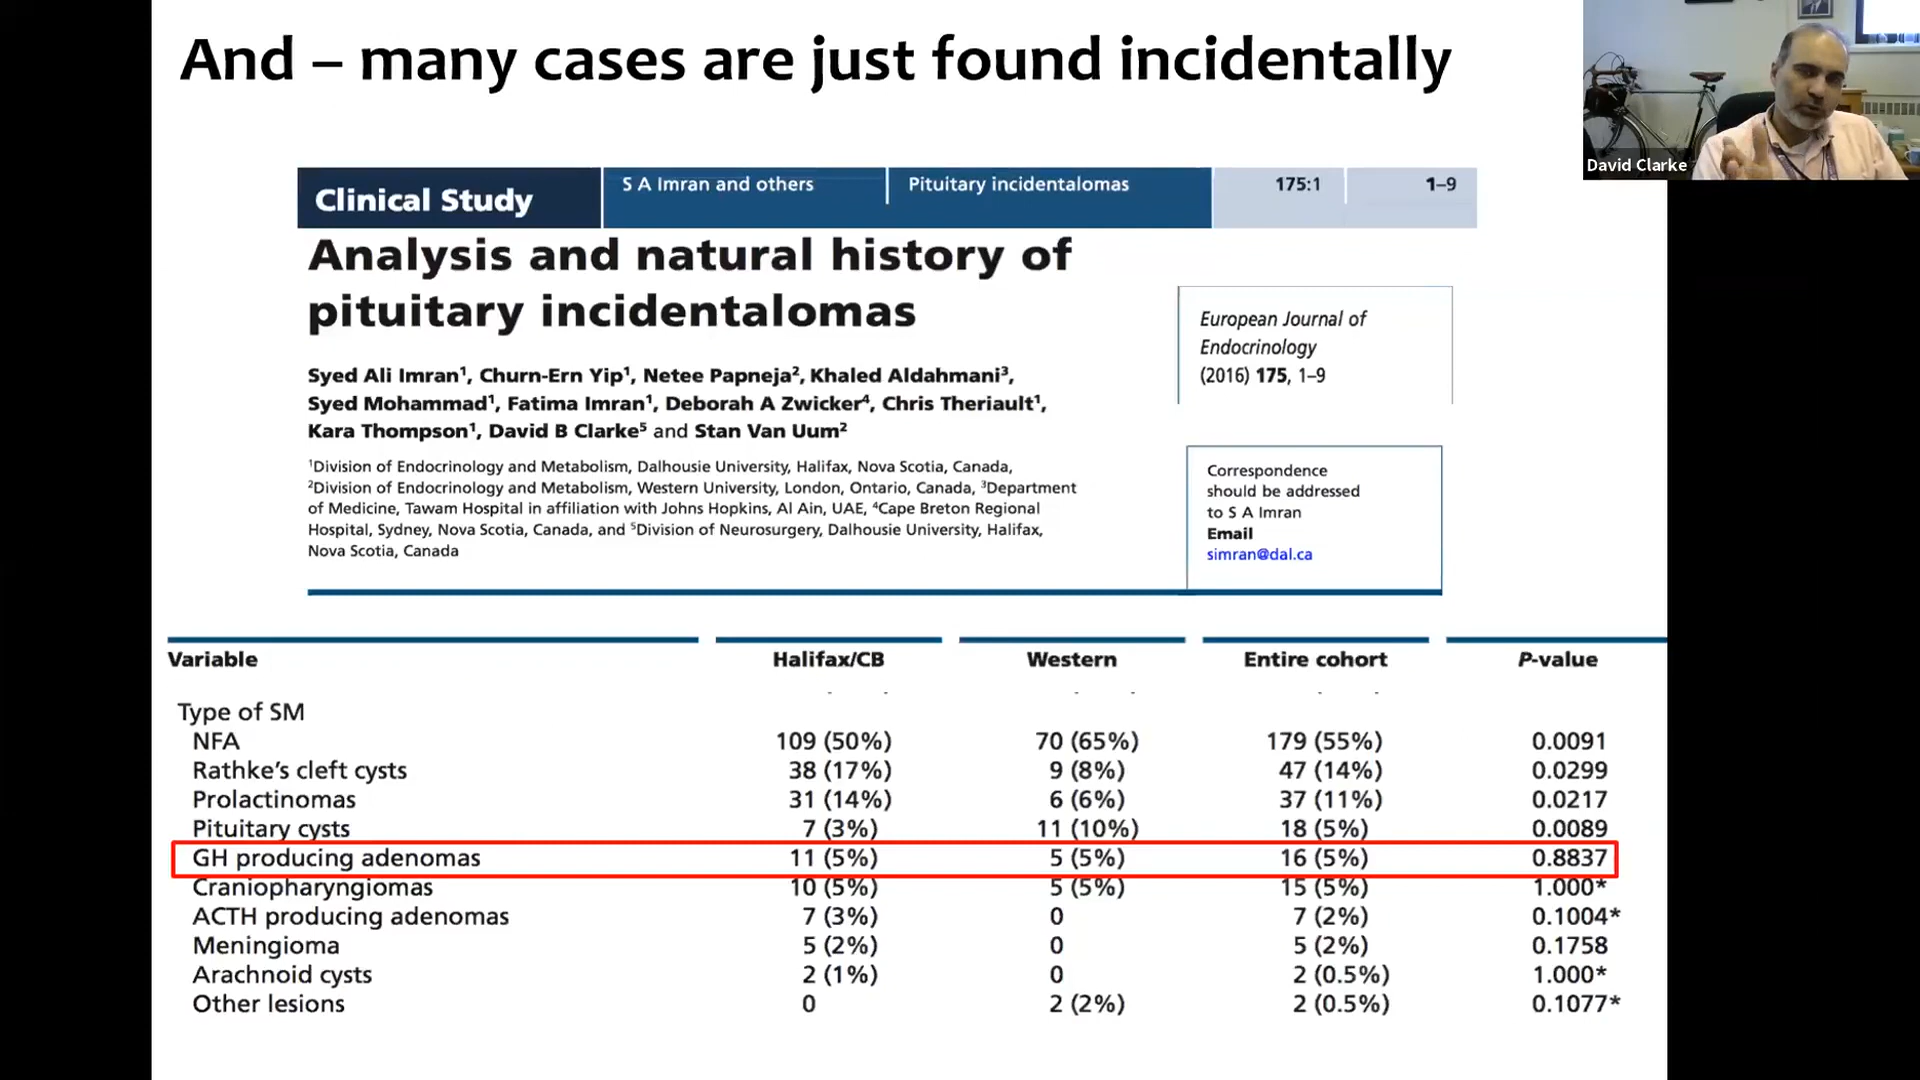 And – many cases are just found incidentally
David Clarke
Clinical Study
S A Imran and others
Pituitary incidentalomas
175:1
1–9
Analysis and natural history of
pituitary incidentalomas
European Journal of
Endocrinology
(2016) 175, 1–9
Syed Ali Imran¹, Churn-Ern Yip¹, Netee Papneja², Khaled Aldahmani³,
Syed Mohammad¹, Fatima Imran¹, Deborah A Zwicker⁴, Chris Theriault¹,
Kara Thompson¹, David B Clarke⁵ and Stan Van Uum²
¹Division of Endocrinology and Metabolism, Dalhousie University, Halifax, Nova Scotia, Canada,
²Division of Endocrinology and Metabolism, Western University, London, Ontario, Canada, ³Department
of Medicine, Tawam Hospital in affiliation with Johns Hopkins, Al Ain, UAE, ⁴Cape Breton Regional
Hospital, Sydney, Nova Scotia, Canada, and ⁵Division of Neurosurgery, Dalhousie University, Halifax,
Nova Scotia, Canada
Correspondence
should be addressed
to S A Imran
Email
simran@dal.ca
Variable Halifax/CB Western Entire cohort P-value
Type of SM
NFA 109 (50%) 70 (65%) 179 (55%) 0.0091
Rathke’s cleft cysts 38 (17%) 9 (8%) 47 (14%) 0.0299
Prolactinomas 31 (14%) 6 (6%) 37 (11%) 0.0217
Pituitary cysts 7 (3%) 11 (10%) 18 (5%) 0.0089
GH producing adenomas 11 (5%) 5 (5%) 16 (5%) 0.8837
Craniopharyngiomas 10 (5%) 5 (5%) 15 (5%) 1.000*
ACTH producing adenomas 7 (3%) 0 7 (2%) 0.1004*
Meningioma 5 (2%) 0 5 (2%) 0.1758
Arachnoid cysts 2 (1%) 0 2 (0.5%) 1.000*
Other lesions 0 2 (2%) 2 (0.5%) 0.1077*